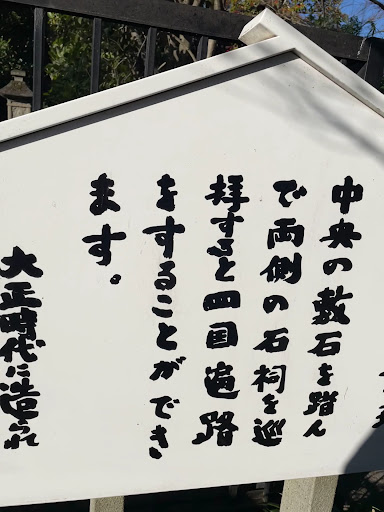 中央の敷石を踏ん
で両側の石祠を巡
拝すると四国遍路
をすることができ
ます。
大正時代に造られ